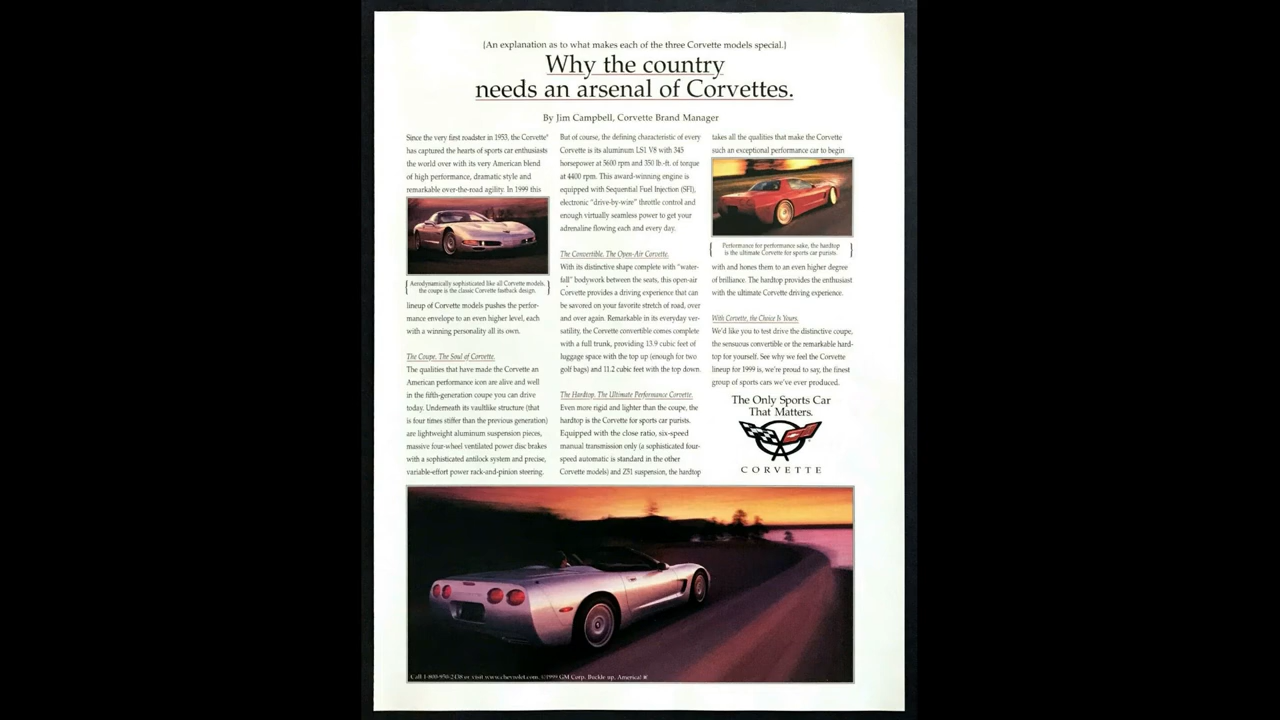 {An explanation as to what makes each of the three Corvette models special.}
Why the country
needs an arsenal of Corvettes.
By Jim Campbell, Corvette Brand Manager
Since the very first roadster in 1953, the Corvette®
has captured the hearts of sports car enthusiasts
the world over with its very American blend
of high performance, dramatic style and
remarkable over-the-road agility. In 1999 this
{Aerodynamically sophisticated like all Corvette models,
the coupe is the classic Corvette fastback design.}
lineup of Corvette models pushes the perfor-
mance envelope to an even higher level, each
with a winning personality all its own.
The Coupe. The Soul of Corvette.
The qualities that have made the Corvette an
American performance icon are alive and well
in the fifth-generation coupe you can drive
today. Underneath its vaultlike structure (that
is four times stiffer than the previous generation)
are lightweight aluminum suspension pieces,
massive four-wheel ventilated power disc brakes
with a sophisticated antilock system and precise,
variable-effort power rack-and-pinion steering.
But of course, the defining characteristic of every
Corvette is its aluminum LS1 V8 with 345
horsepower at 5600 rpm and 350 lb.-ft. of torque
at 4400 rpm. This award-winning engine is
equipped with Sequential Fuel Injection (SFI),
electronic "drive-by-wire" throttle control and
enough virtually seamless power to get your
adrenaline flowing each and every day.
The Convertible. The Open-Air Corvette.
With its distinctive shape complete with "water-
fall" bodywork between the seats, this open-air
Corvette provides a driving experience that can
be savored on your favorite stretch of road, over
and over again. Remarkable in its everyday ver-
satility, the Corvette convertible comes complete
with a full trunk, providing 13.9 cubic feet of
luggage space with the top up (enough for two
golf bags) and 11.2 cubic feet with the top down.
The Hardtop. The Ultimate Performance Corvette.
Even more rigid and lighter than the coupe, the
hardtop is the Corvette for sports car purists.
Equipped with the close ratio, six-speed
manual transmission only (a sophisticated four-
speed automatic is standard in the other
Corvette models) and Z51 suspension, the hardtop
takes all the qualities that make the Corvette
such an exceptional performance car to begin
{Performance for performance sake, the hardtop
is the ultimate Corvette for sports car purists.}
with and hones them to an even higher degree
of brilliance. The hardtop provides the enthusiast
with the ultimate Corvette driving experience.
With Corvette, the Choice Is Yours.
We'd like you to test drive the distinctive coupe,
the sensuous convertible or the remarkable hard-
top for yourself. See why we feel the Corvette
lineup for 1999 is, we're proud to say, the finest
group of sports cars we've ever produced.
The Only Sports Car
That Matters.
CORVETTE
Call 1-800-950-2438 or visit www.chevrolet.com. ©1999 GM Corp. Buckle up, America!